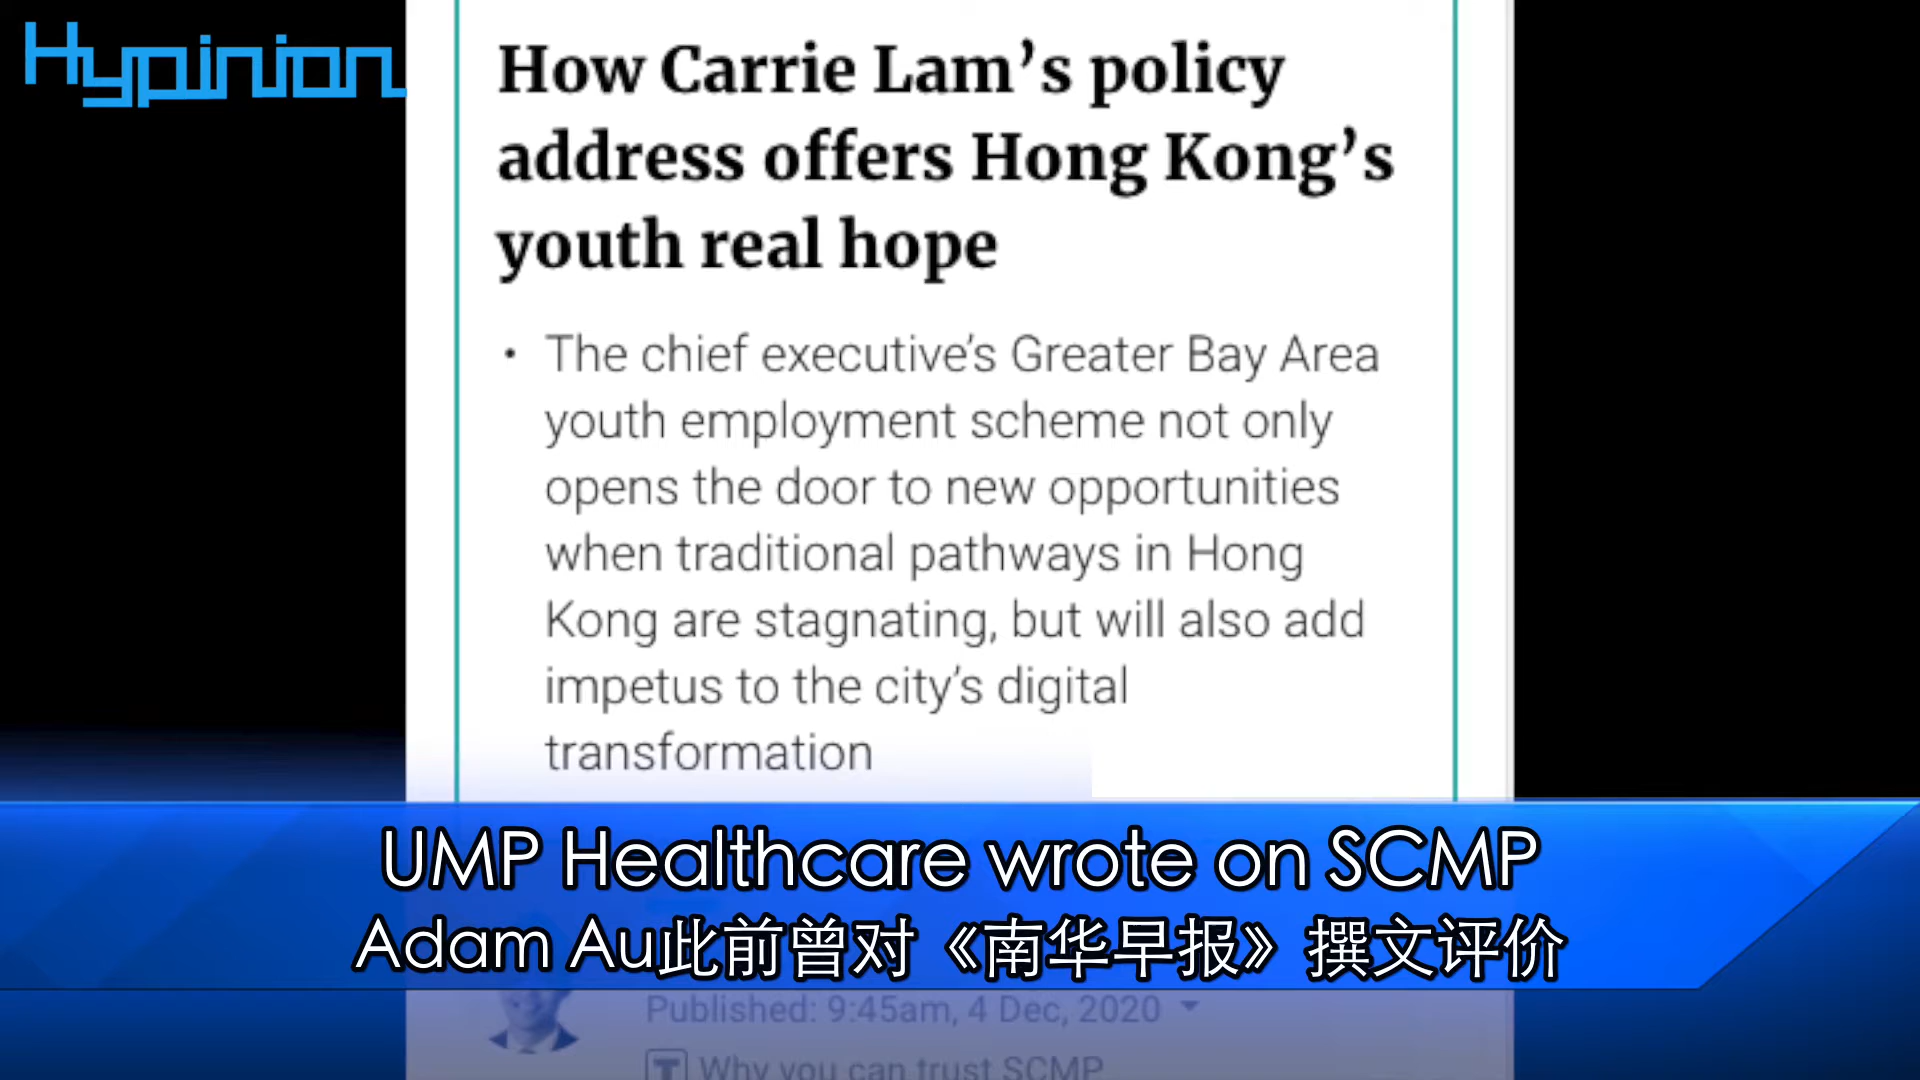 Hypinion
How Carrie Lam’s policy
address offers Hong Kong’s
youth real hope
• The chief executive’s Greater Bay Area
youth employment scheme not only
opens the door to new opportunities
when traditional pathways in Hong
Kong are stagnating, but will also add
impetus to the city’s digital
transformation
UMP Healthcare wrote on SCMP
Adam Au此前曾对《南华早报》撰文评价
Published: 9:45am, 4 Dec, 2020
T Why you can trust SCMP